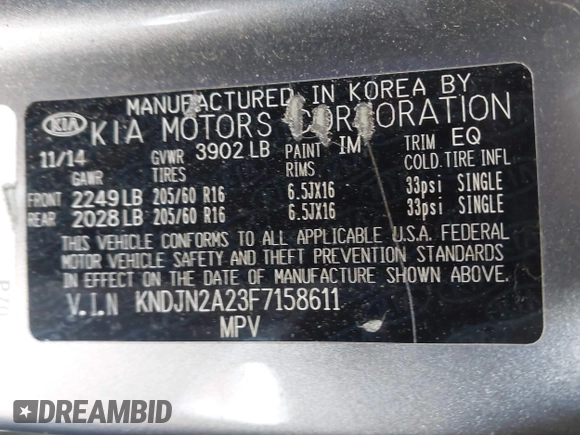 MANUFACTURED IN KOREA BY
KIA KIA MOTORS CORPORATION
11/14 GVWR 3902 LB PAINT IM TRIM EQ
GAWR TIRES RIMS COLD.TIRE INFL
FRONT 2249 LB 205/60 R16 6.5JX16 33psi SINGLE
REAR 2028 LB 205/60 R16 6.5JX16 33psi SINGLE
THIS VEHICLE CONFORMS TO ALL APPLICABLE U.S.A. FEDERAL
MOTOR VEHICLE SAFETY AND THEFT PREVENTION STANDARDS
IN EFFECT ON THE DATE OF MANUFACTURE SHOWN ABOVE.
V.I.N KNDJN2A23F7158611
MPV
DREAMBID